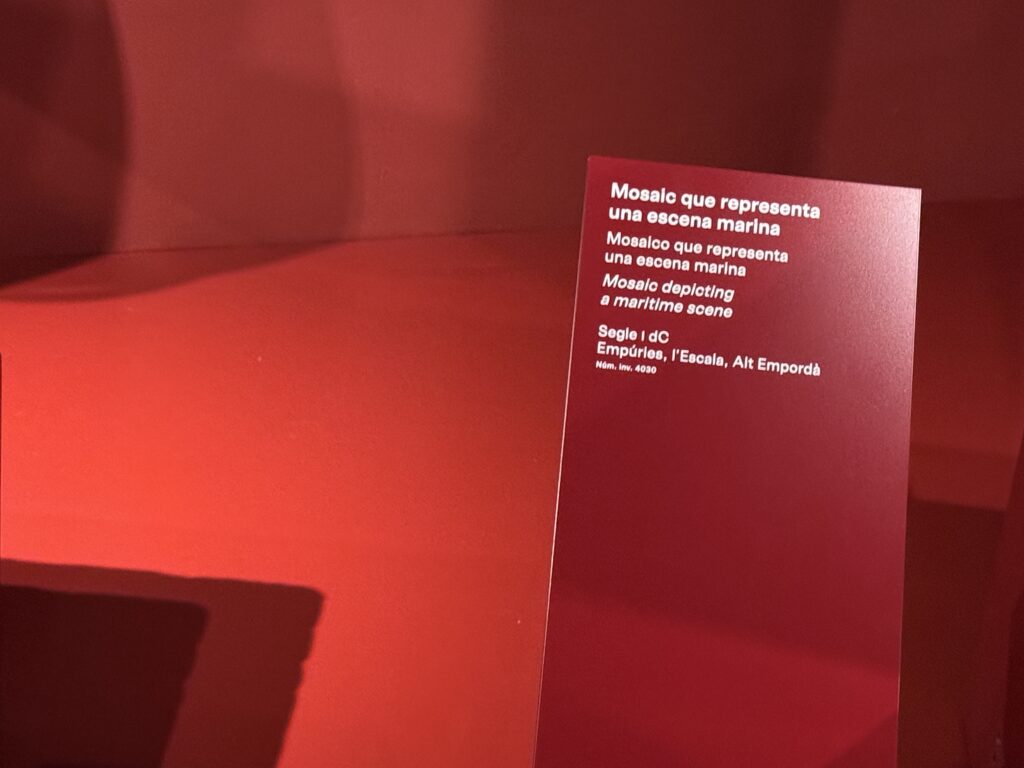 Mosaic que representa
una escena marina
Mosaico que representa
una escena marina
Mosaic depicting
a maritime scene
Segle I dC
Empúries, l'Escala, Alt Empordà
Núm. inv. 4030